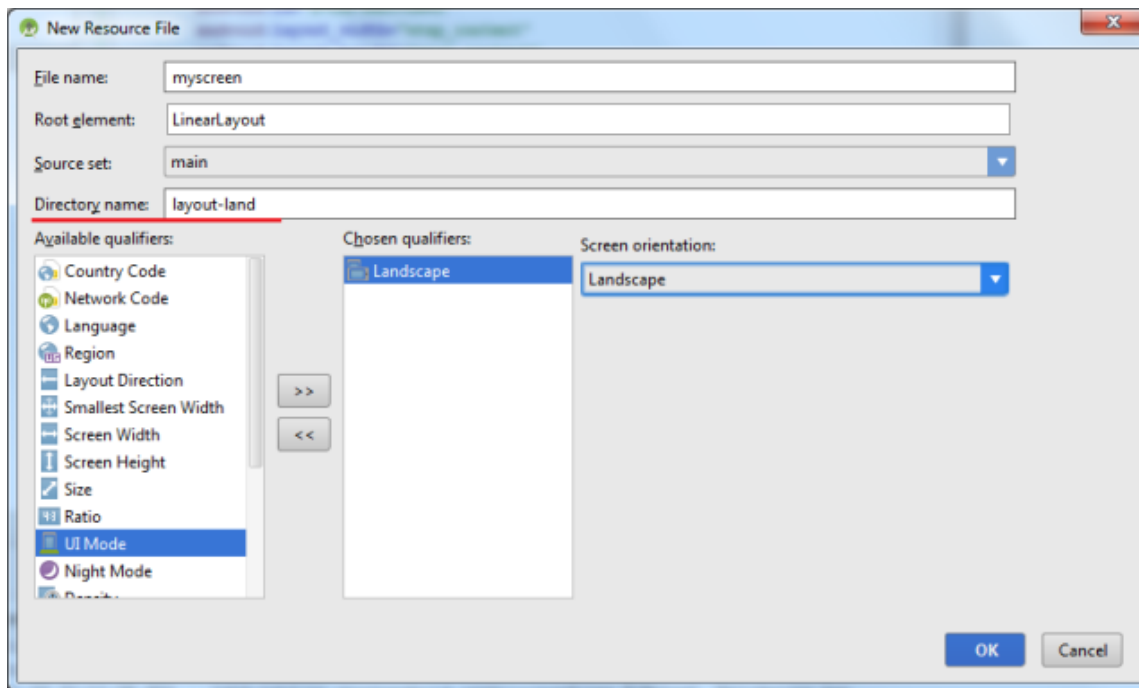 New Resource File
File name: myscreen
Root element: LinearLayout
Source set: main
Directory name: layout-land
Available qualifiers:
Chosen qualifiers:
Screen orientation:
Country Code
Network Code
Language
Region
Layout Direction
Smallest Screen Width
Screen Width
Screen Height
Size
Ratio
UI Mode
Night Mode
>>
<<
Landscape
Landscape
OK
Cancel